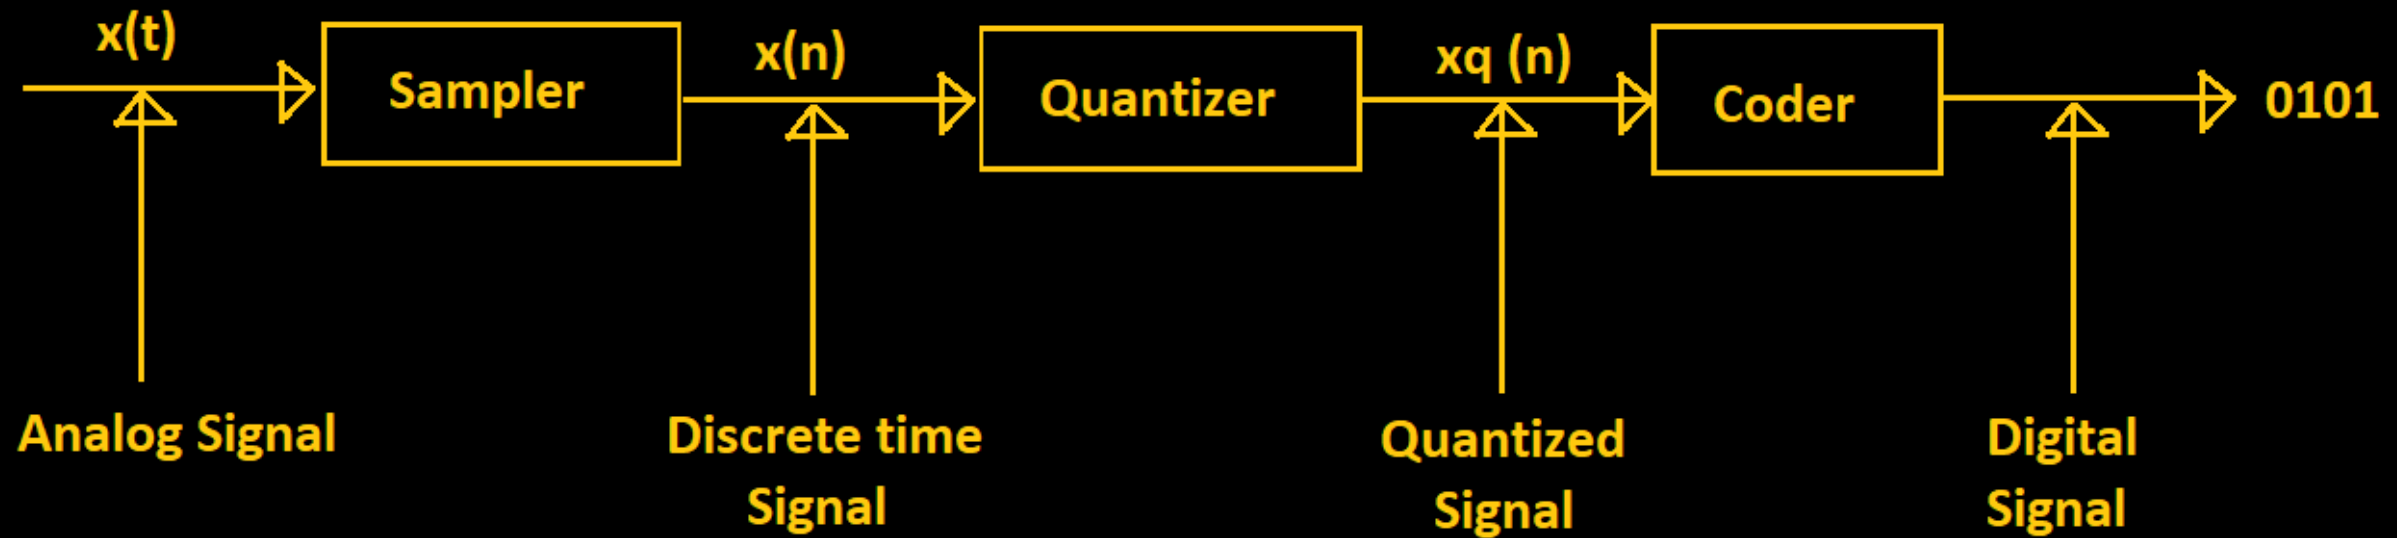 x(t)
Sampler
x(n)
Quantizer
xq (n)
Coder
0101
Analog Signal
Discrete time
Signal
Quantized
Signal
Digital
Signal